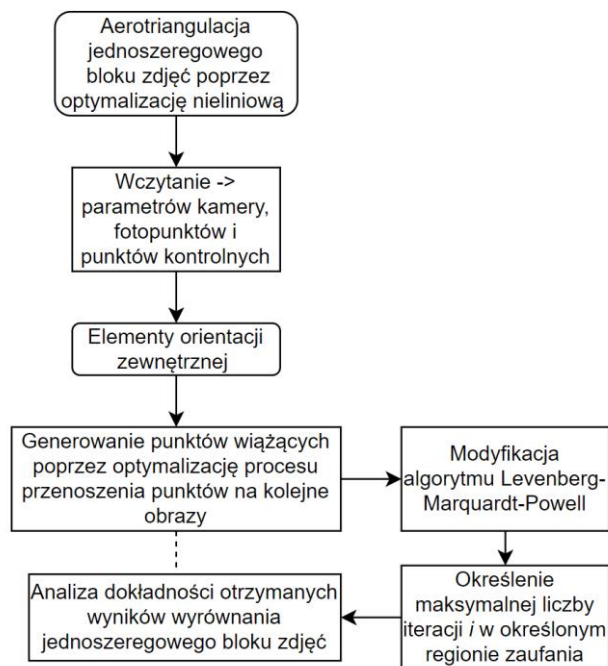 Aerotriangulacja
jednoszeregowego
bloku zdjęć poprzez
optymalizację nieliniową
Wczytanie ->
parametrów kamery,
fotopunktów i
punktów kontrolnych
Elementy orientacji
zewnętrznej
Generowanie punktów wiążących
poprzez optymalizację procesu
przenoszenia punktów na kolejne
obrazy
Modyfikacja
algorytmu Levenberg-
Marquardt-Powell
Określenie
maksymalnej liczby
iteracji i w określonym
regionie zaufania
Analiza dokładności otrzymanych
wyników wyrównania
jednoszeregowego bloku zdjęć